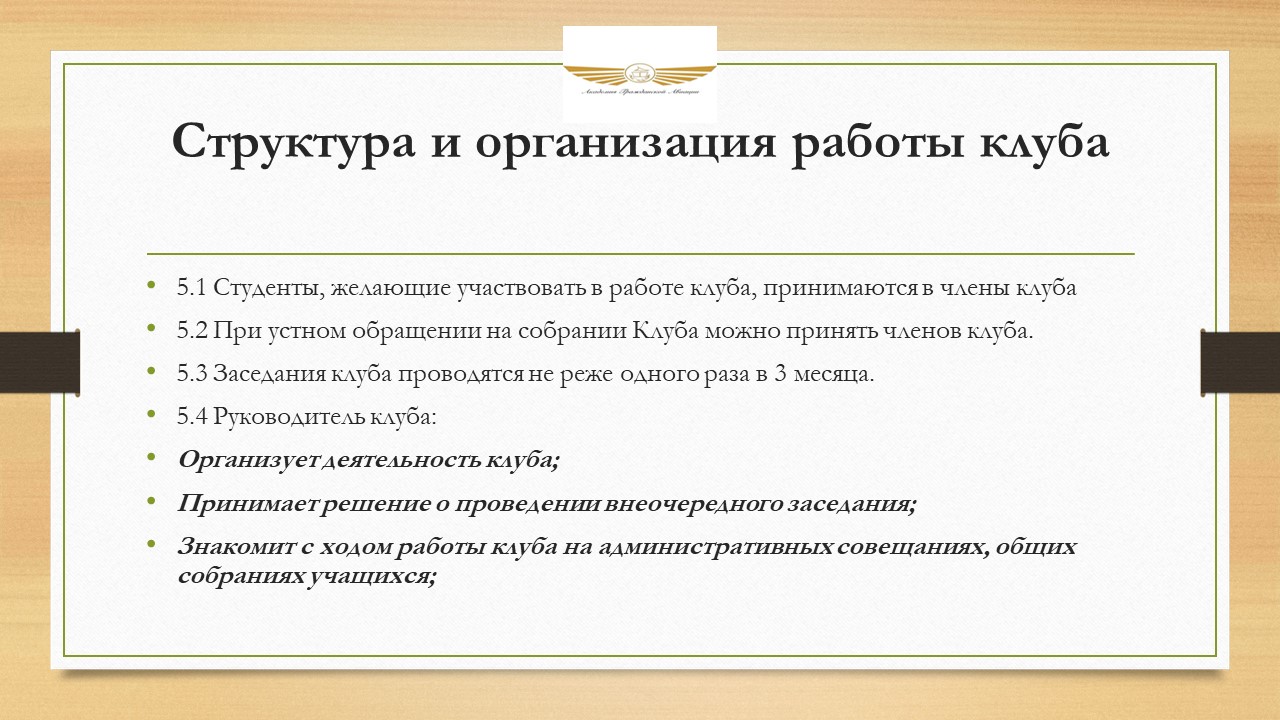 Академия Гражданской Авиации
Структура и организация работы клуба
• 5.1 Студенты, желающие участвовать в работе клуба, принимаются в члены клуба
• 5.2 При устном обращении на собрании Клуба можно принять членов клуба.
• 5.3 Заседания клуба проводятся не реже одного раза в 3 месяца.
• 5.4 Руководитель клуба:
• Организует деятельность клуба;
• Принимает решение о проведении внеочередного заседания;
• Знакомит с ходом работы клуба на административных совещаниях, общих
собраниях учащихся;